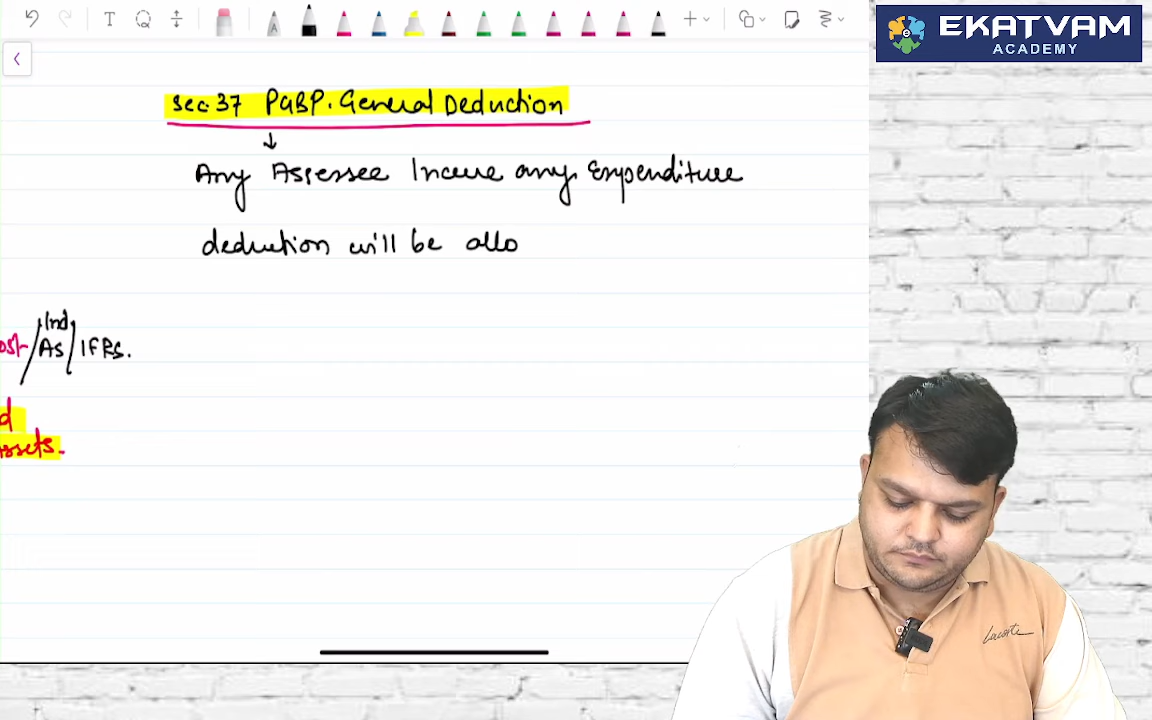 EKATVAM
ACADEMY
Sec. 37 PGBP. General Deduction
Any Assessee Incure any Expenditure
deduction will be allo
Ind
As / IFRS.
d
Assets.
Lacoste